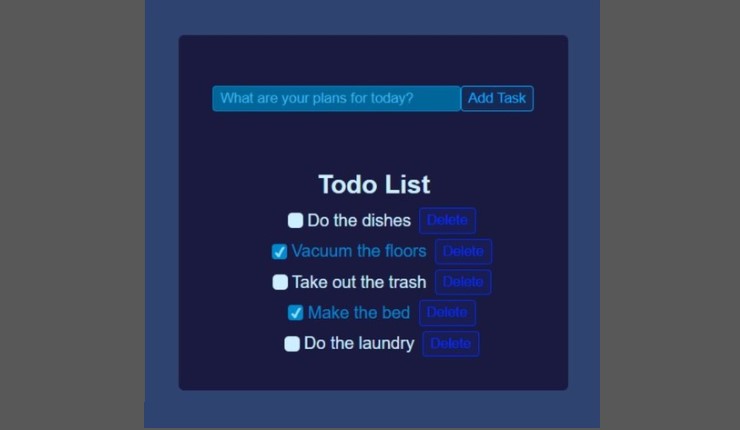 What are your plans for today? Add Task
Todo List
Do the dishes Delete
Vacuum the floors Delete
Take out the trash Delete
Make the bed Delete
Do the laundry Delete